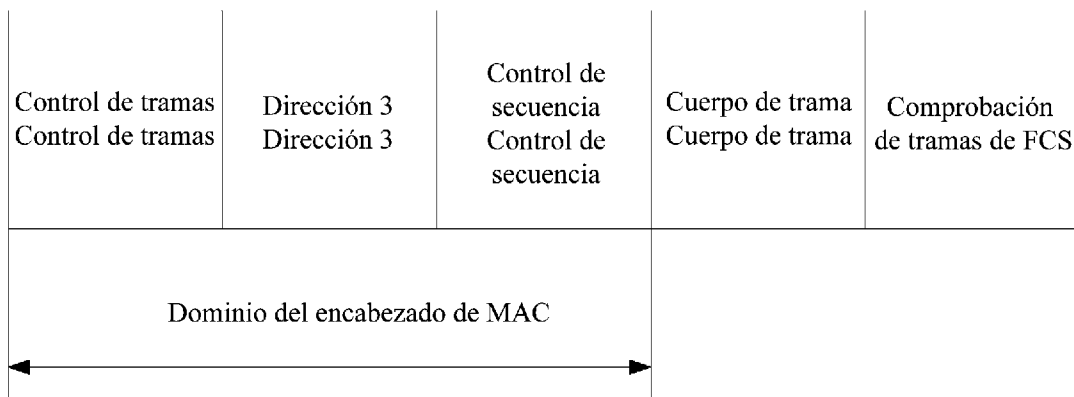 Control de tramas
Control de tramas
Dirección 3
Dirección 3
Control de
secuencia
Control de
secuencia
Cuerpo de trama
Cuerpo de trama
Comprobación
de tramas de FCS
Dominio del encabezado de MAC